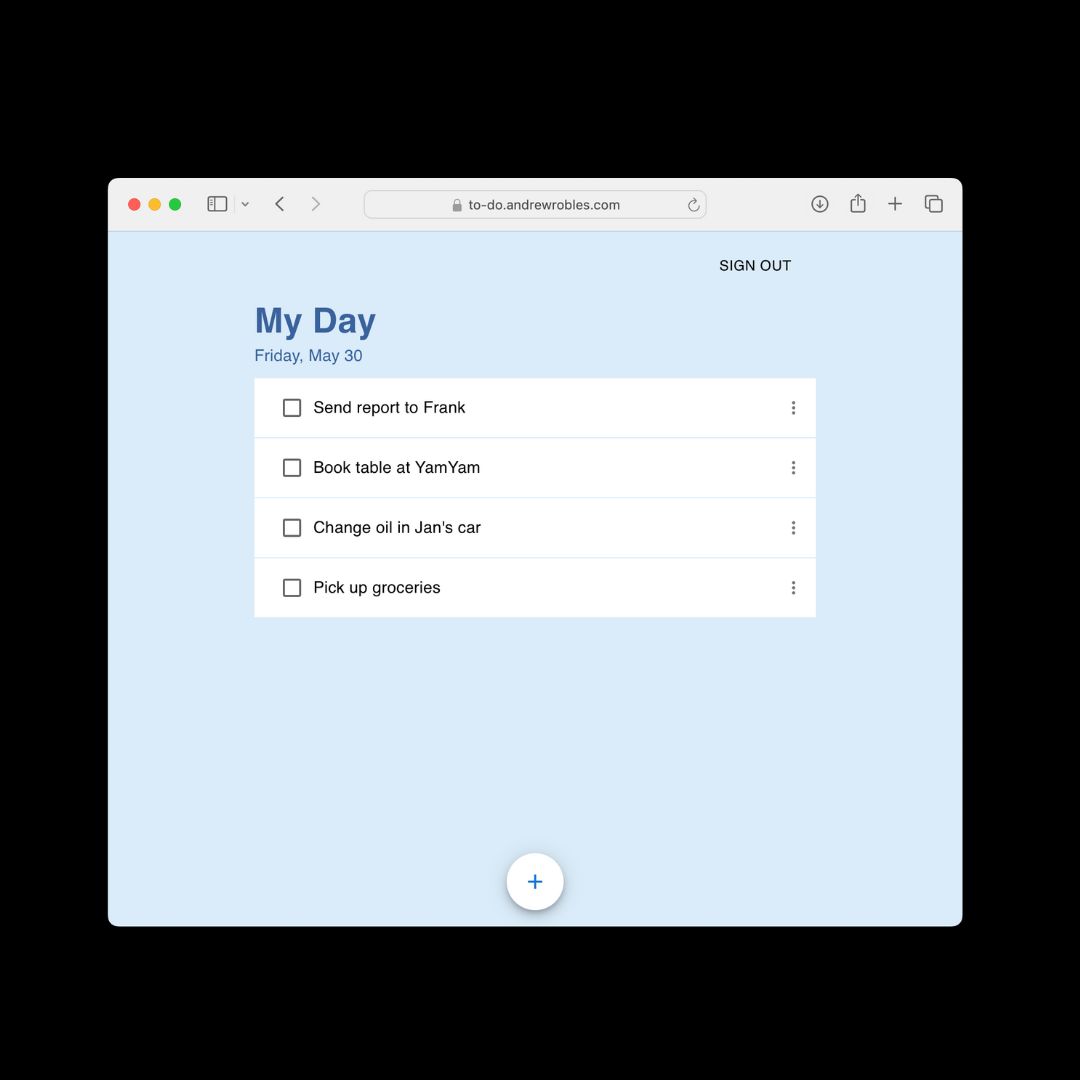 to-do.andrewrobles.com
SIGN OUT
My Day
Friday, May 30
Send report to Frank
Book table at YamYam
Change oil in Jan's car
Pick up groceries